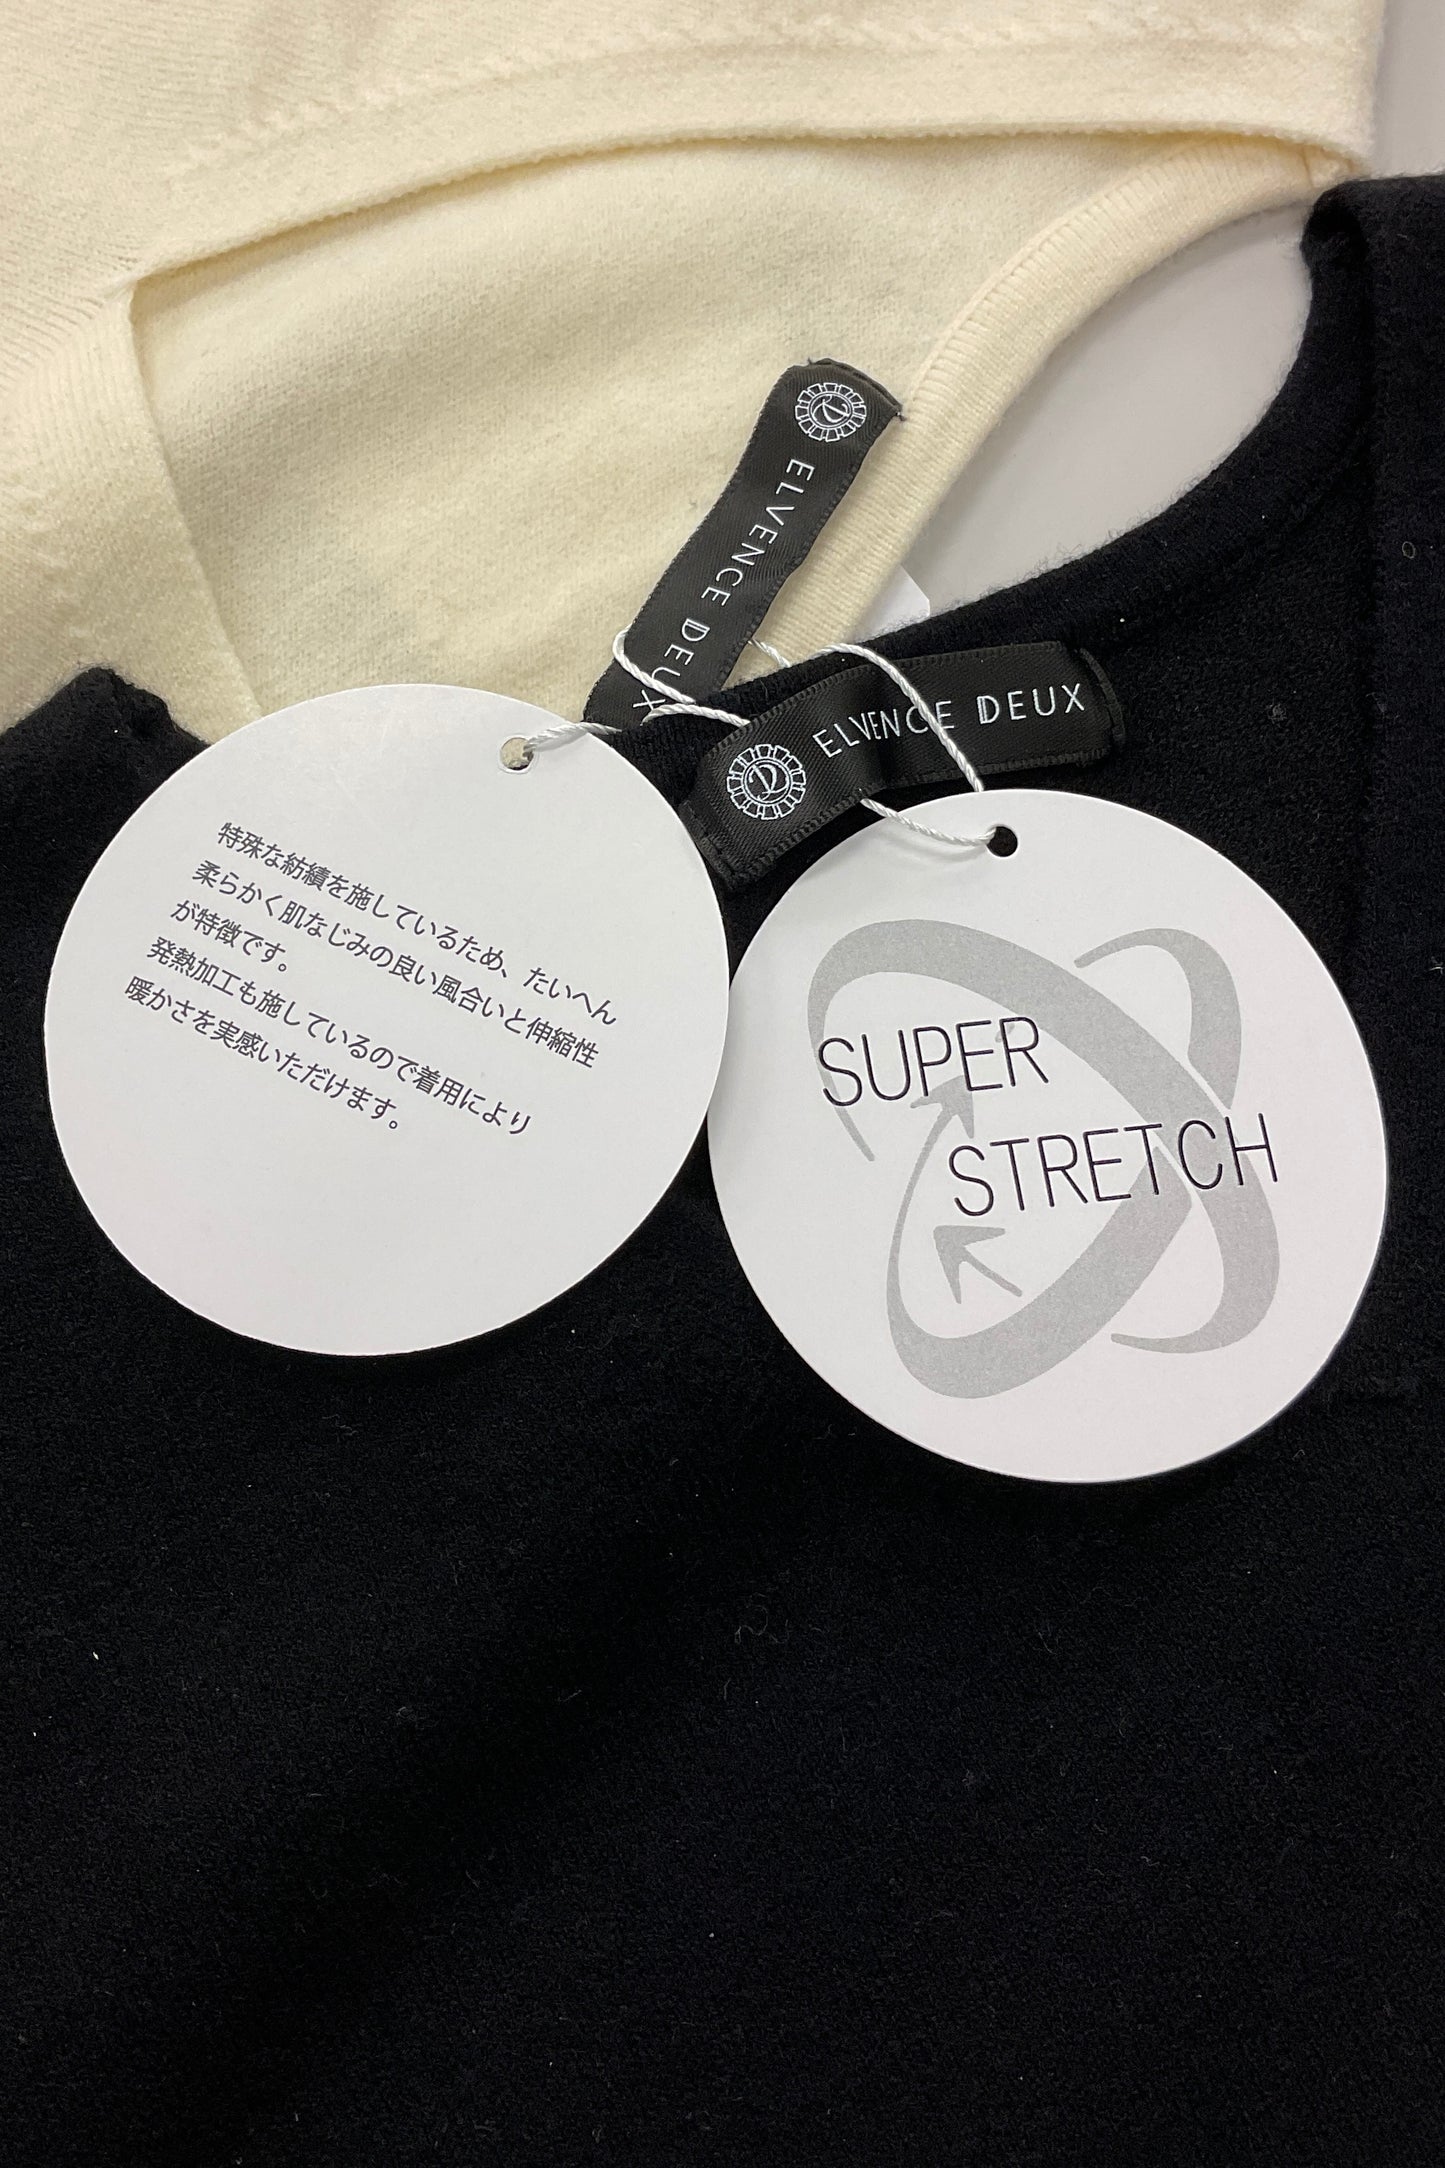 ELVENCE DEUX
ELVENCE DEUX
特殊な紡績を施しているため、たいへん
柔らかく肌なじみの良い風合いと伸縮性
が特徴です。
発熱加工も施しているので着用により
暖かさを実感いただけます。
SUPER
STRETCH